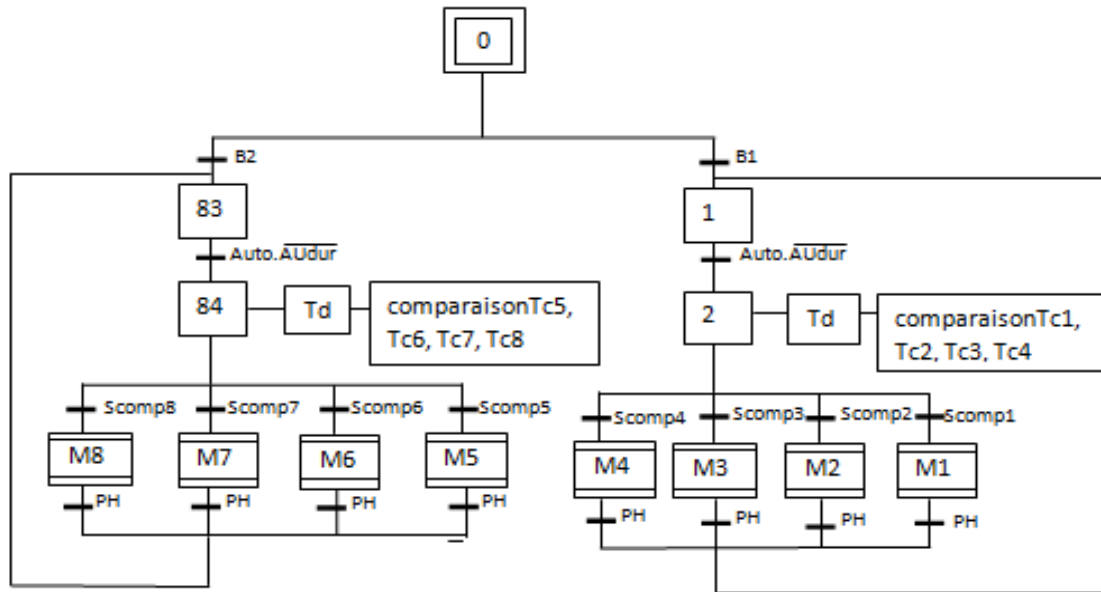 0
B2
B1
83
1
Auto.A̅U̅d̅u̅r̅
Auto.A̅U̅d̅u̅r̅
84
Td
comparaisonTc5,
Tc6, Tc7, Tc8
2
Td
comparaisonTc1,
Tc2, Tc3, Tc4
Scomp8
Scomp7
Scomp6
Scomp5
Scomp4
Scomp3
Scomp2
Scomp1
M8
M7
M6
M5
M4
M3
M2
M1
PH
PH
PH
PH
PH
PH
PH
PH